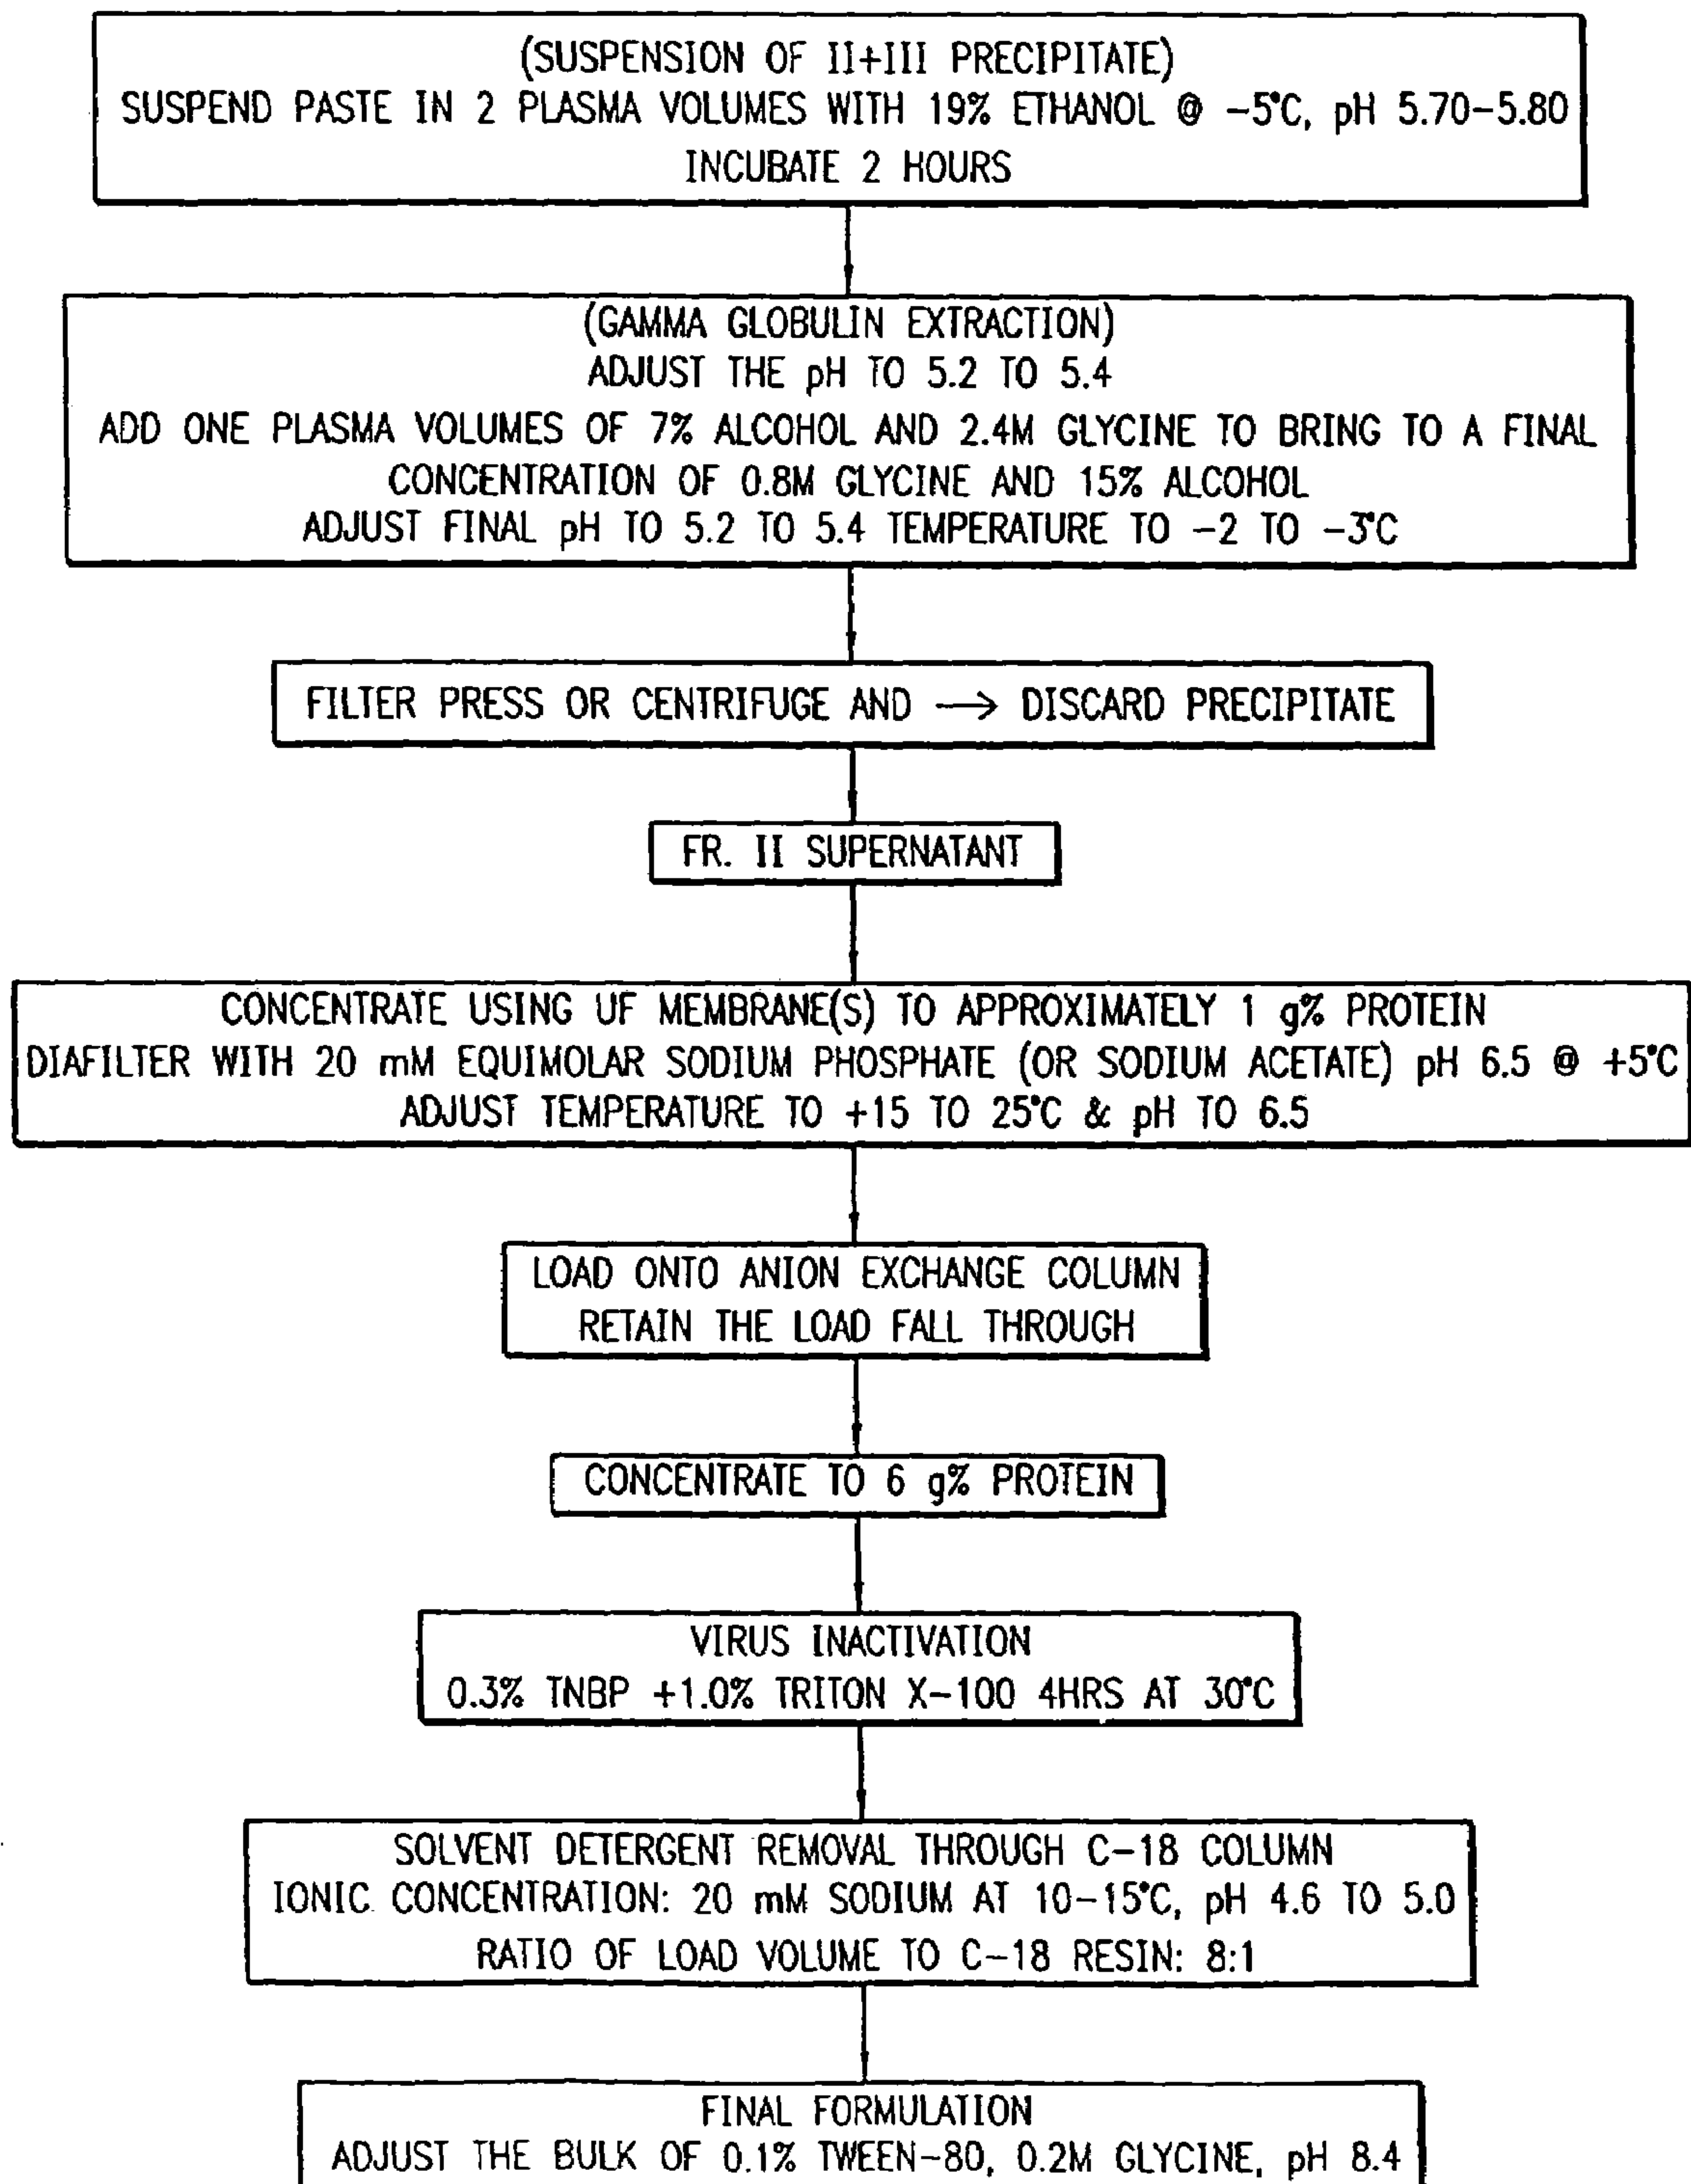 (SUSPENSION OF II+III PRECIPITATE)
SUSPEND PASTE IN 2 PLASMA VOLUMES WITH 19% ETHANOL @ -5°C, pH 5.70-5.80
INCUBATE 2 HOURS
(GAMMA GLOBULIN EXTRACTION)
ADJUST THE pH TO 5.2 TO 5.4
ADD ONE PLASMA VOLUMES OF 7% ALCOHOL AND 2.4M GLYCINE TO BRING TO A FINAL
CONCENTRATION OF 0.8M GLYCINE AND 15% ALCOHOL
ADJUST FINAL pH TO 5.2 TO 5.4 TEMPERATURE TO -2 TO -3°C
FILTER PRESS OR CENTRIFUGE AND → DISCARD PRECIPITATE
FR. II SUPERNATANT
CONCENTRATE USING UF MEMBRANE(S) TO APPROXIMATELY 1 g% PROTEIN
DIAFILTER WITH 20 mM EQUIMOLAR SODIUM PHOSPHATE (OR SODIUM ACETATE) pH 6.5 @ +5°C
ADJUST TEMPERATURE TO +15 TO 25°C & pH TO 6.5
LOAD ONTO ANION EXCHANGE COLUMN
RETAIN THE LOAD FALL THROUGH
CONCENTRATE TO 6 g% PROTEIN
VIRUS INACTIVATION
0.3% TNBP +1.0% TRITON X-100 4HRS AT 30°C
SOLVENT DETERGENT REMOVAL THROUGH C-18 COLUMN
IONIC CONCENTRATION: 20 mM SODIUM AT 10-15°C, pH 4.6 TO 5.0
RATIO OF LOAD VOLUME TO C-18 RESIN: 8:1
FINAL FORMULATION
ADJUST THE BULK OF 0.1% TWEEN-80, 0.2M GLYCINE, pH 8.4